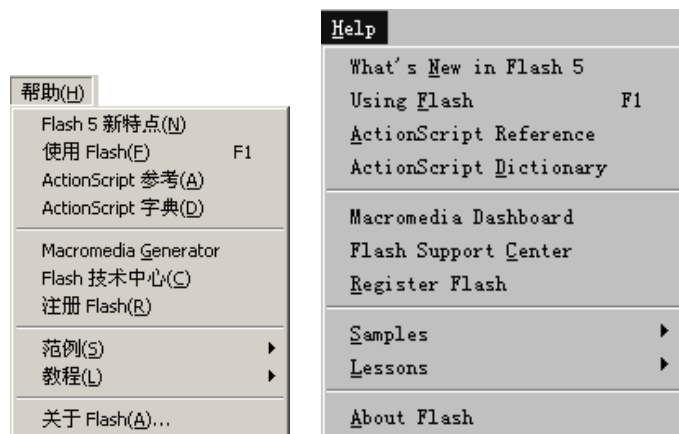 帮助(H)
Flash 5 新特点(N)
使用 Flash(F) F1
ActionScript 参考(A)
ActionScript 字典(D)
Macromedia Generator
Flash 技术中心(C)
注册 Flash(R)
范例(S)
教程(L)
关于 Flash(A)...
Help
What's New in Flash 5
Using Flash F1
ActionScript Reference
ActionScript Dictionary
Macromedia Dashboard
Flash Support Center
Register Flash
Samples
Lessons
About Flash